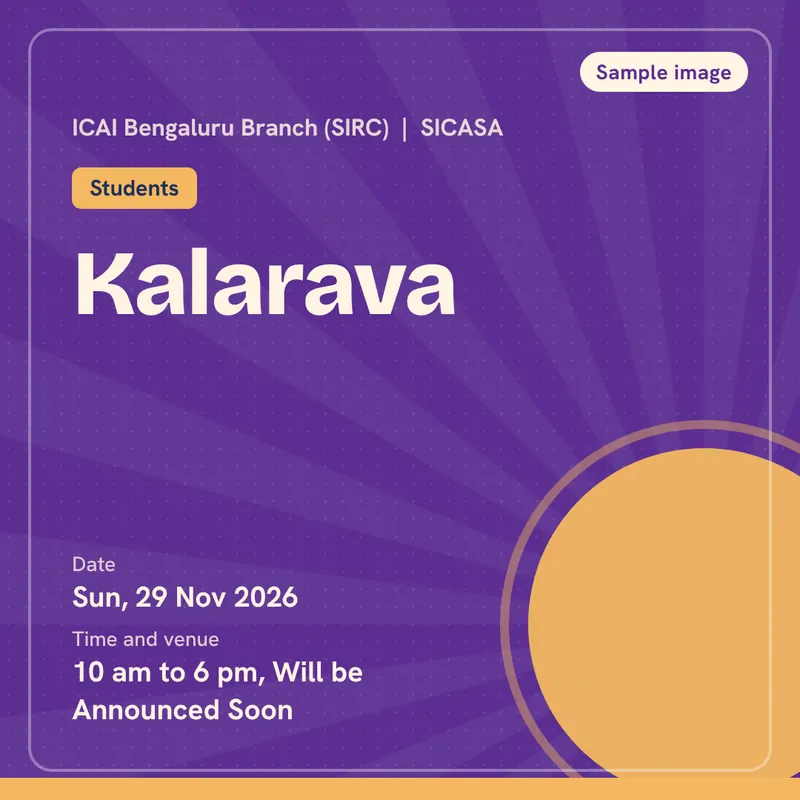 Sample image
ICAI Bengaluru Branch (SIRC) | SICASA
Students
Kalarava
Date
Sun, 29 Nov 2026
Time and venue
10 am to 6 pm, Will be
Announced Soon